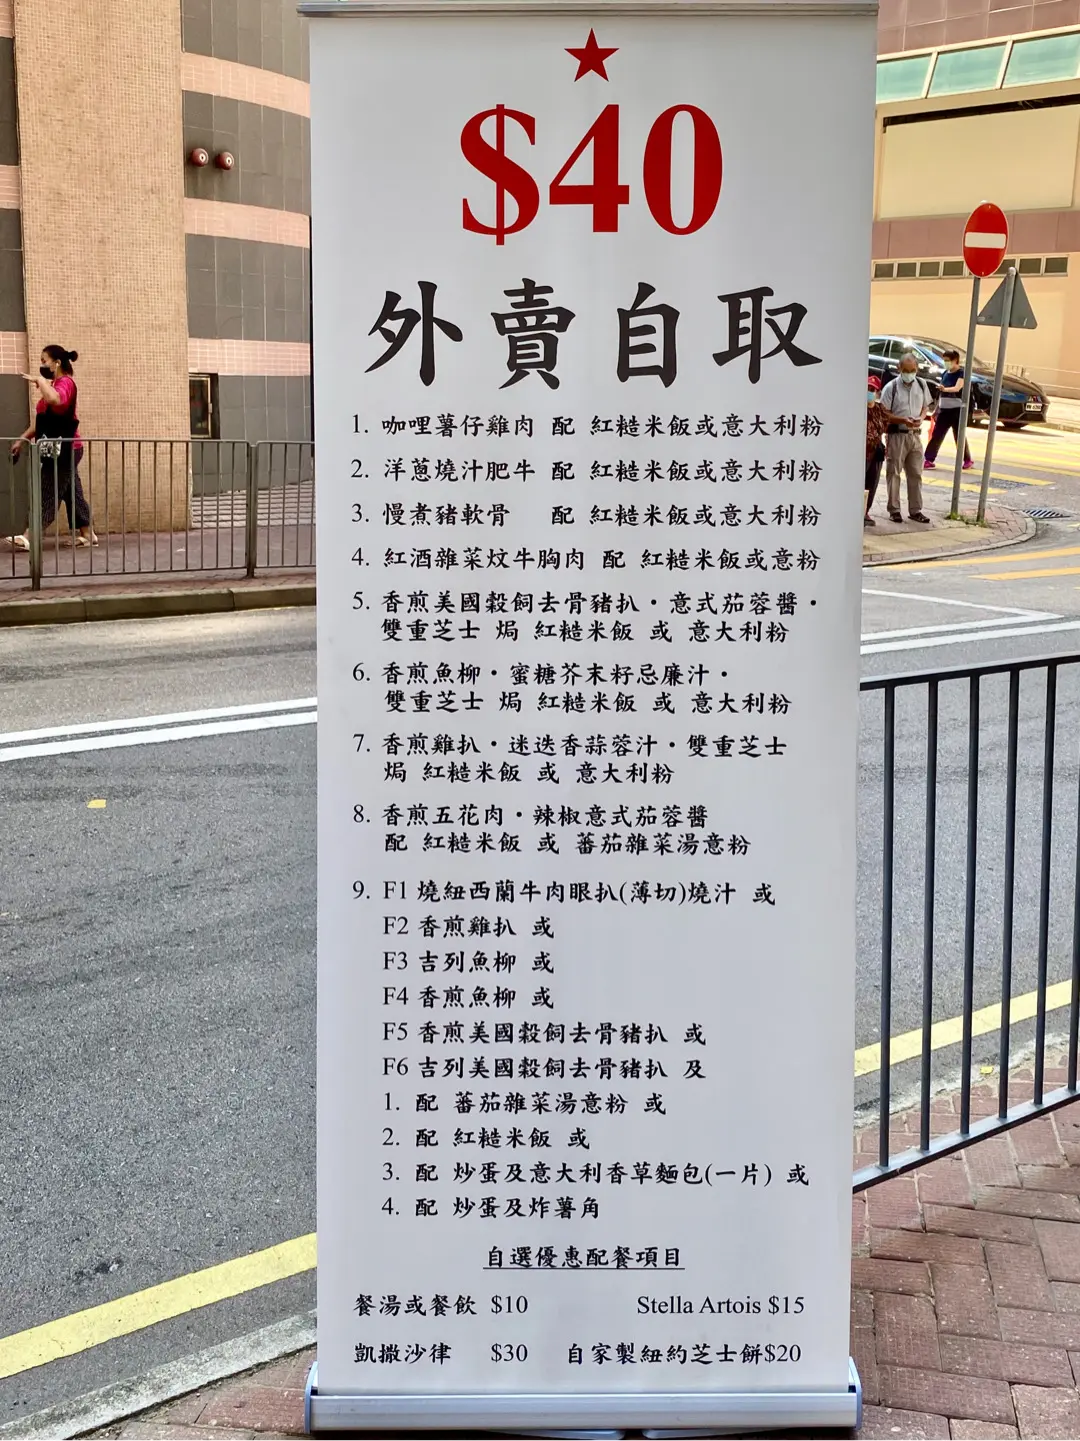 $40
外賣自取
1. 咖哩薯仔雞肉 配 紅糙米飯或意大利粉
2. 洋蔥燒汁肥牛 配 紅糙米飯或意大利粉
3. 慢煮豬軟骨 配 紅糙米飯或意大利粉
4. 紅酒雜菜炆牛胸肉 配 紅糙米飯或意粉
5. 香煎美國穀飼去骨豬扒·意式茄蓉醬·
雙重芝士 焗 紅糙米飯 或 意大利粉
6. 香煎魚柳·蜜糖芥末籽忌廉汁·
雙重芝士 焗 紅糙米飯 或 意大利粉
7. 香煎雞扒·迷迭香蒜蓉汁·雙重芝士
焗 紅糙米飯 或 意大利粉
8. 香煎五花肉·辣椒意式茄蓉醬
配 紅糙米飯 或 蕃茄雜菜湯意粉
9. F1 燒紐西蘭牛肉眼扒(薄切)燒汁 或
F2 香煎雞扒 或
F3 吉列魚柳 或
F4 香煎魚柳 或
F5 香煎美國穀飼去骨豬扒 或
F6 吉列美國穀飼去骨豬扒 及
1. 配 蕃茄雜菜湯意粉 或
2. 配 紅糙米飯 或
3. 配 炒蛋及意大利香草麵包(一片) 或
4. 配 炒蛋及炸薯角
自選優惠配餐項目
餐湯或餐飲 $10 Stella Artois $15
凱撒沙律 $30 自家製紐約芝士餅$20